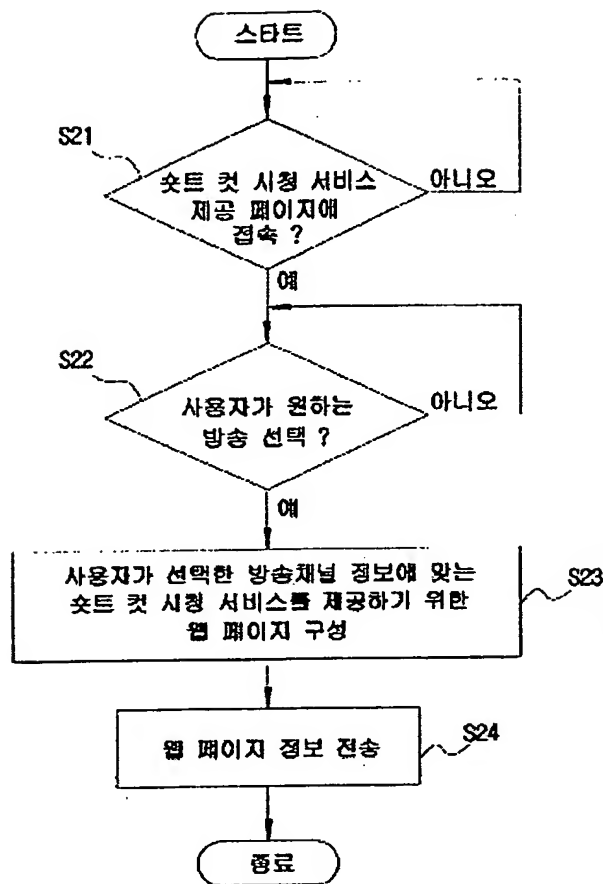 스타트
S21
숏트 컷 시청 서비스
제공 페이지에
접속 ?
아니오
예
S22
사용자가 원하는
방송 선택 ?
아니오
예
사용자가 선택한 방송채널 정보에 맞는
숏트 컷 시청 서비스를 제공하기 위한
웹 페이지 구성
S23
웹 페이지 정보 전송
S24
종료